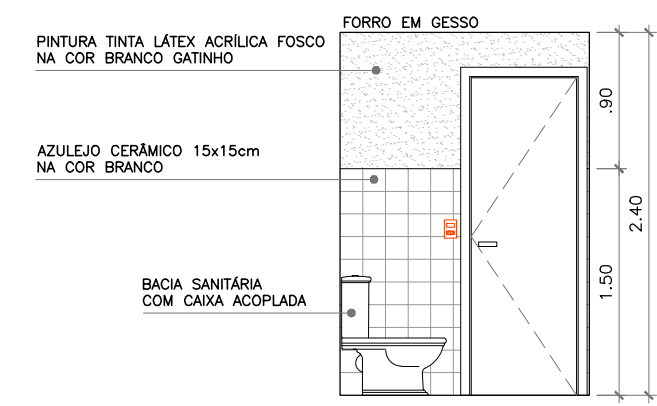 FORRO EM GESSO
PINTURA TINTA LÁTEX ACRÍLICA FOSCO
NA COR BRANCO GATINHO
AZULEJO CERÂMICO 15x15cm
NA COR BRANCO
BACIA SANITÁRIA
COM CAIXA ACOPLADA
.90
2.40
1.50